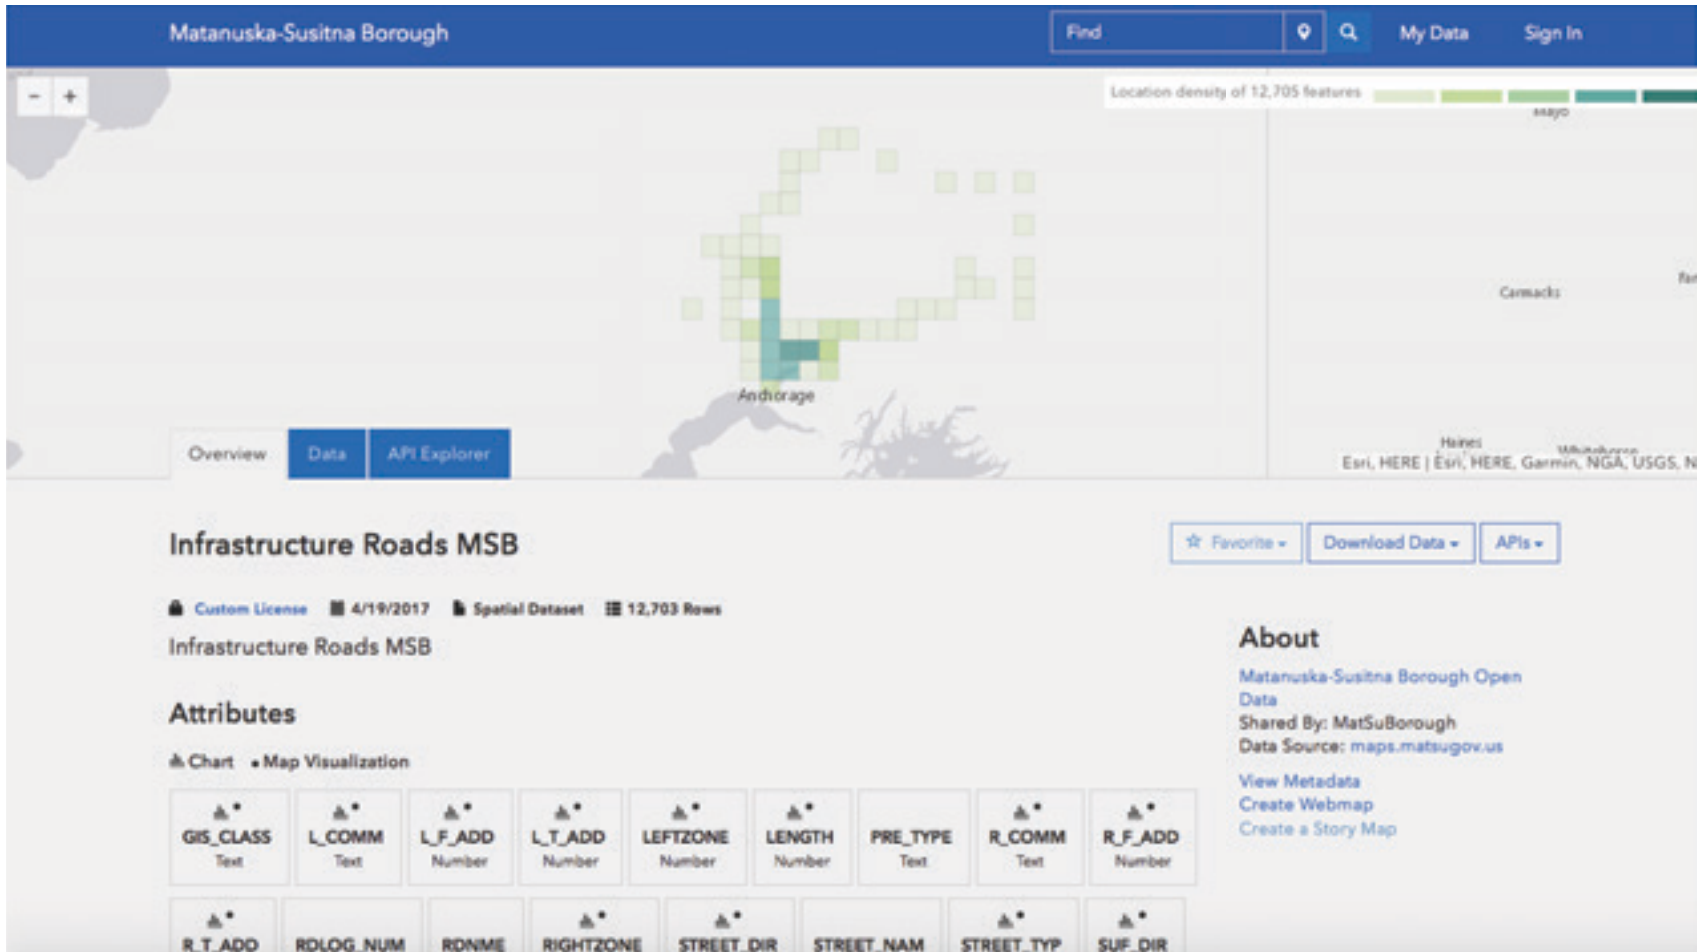 Matanuska-Susitna Borough
Find
My Data
Sign In
- +
Location density of 12,705 features
Mayo
Carmacks
Anchorage
Haines
Esri, HERE | Esri, HERE, Garmin, NGA, USGS, N
Overview
Data
API Explorer
Infrastructure Roads MSB
Favorite
Download Data
APIs
Custom License 4/19/2017 Spatial Dataset 12,703 Rows
Infrastructure Roads MSB
Attributes
Chart • Map Visualization
GIS_CLASS
Text
L_COMM
Text
L_F_ADD
Number
L_T_ADD
Number
LEFTZONE
Number
LENGTH
Number
PRE_TYPE
Text
R_COMM
Text
R_F_ADD
Number
R_T_ADD
RDLOG_NUM
RDNME
RIGHTZONE
STREET_DIR
STREET_NAM
STREET_TYP
SUF_DIR
About
Matanuska-Susitna Borough Open
Data
Shared By: MatSuBorough
Data Source: maps.matsugov.us
View Metadata
Create Webmap
Create a Story Map